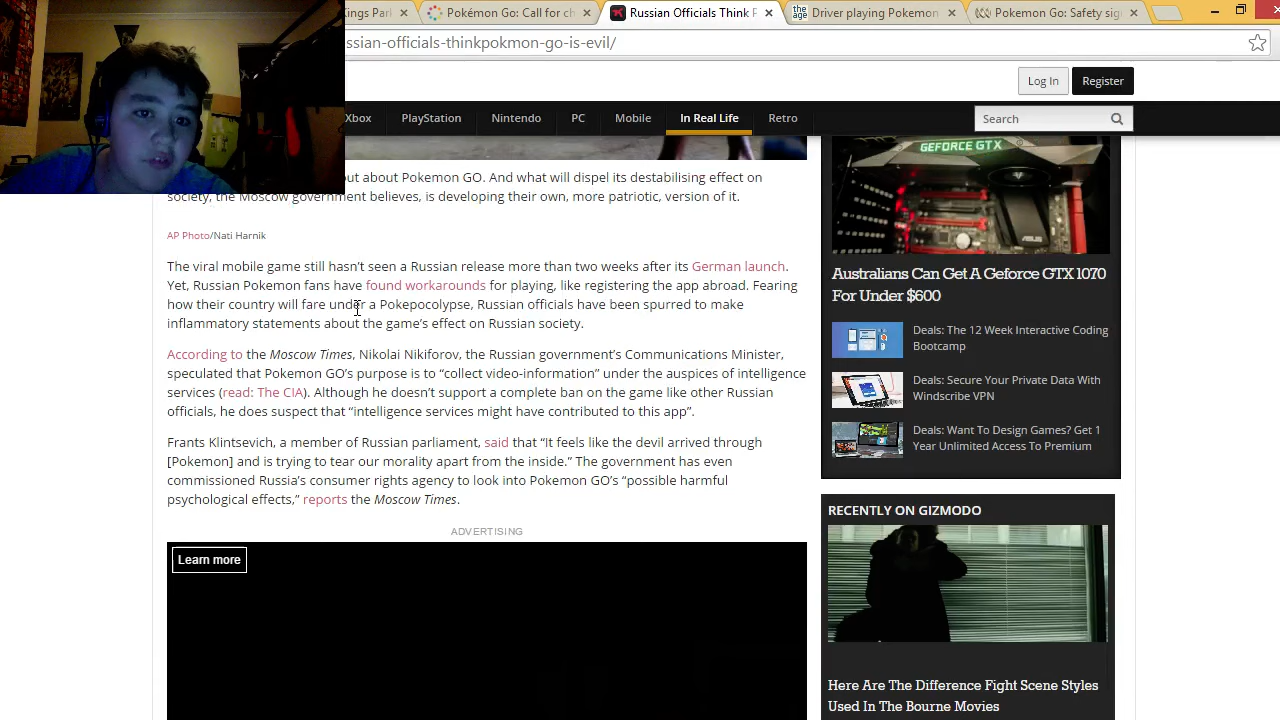 Kings Park
Pokémon Go: Call for ch
Russian Officials Think P
the age
Driver playing Pokemon
Pokemon Go: Safety sig
ssian-officials-thinkpokmon-go-is-evil/
Log In
Register
Xbox
PlayStation
Nintendo
PC
Mobile
In Real Life
Retro
Search
out about Pokemon GO. And what will dispel its destabilising effect on
society, the Moscow government believes, is developing their own, more patriotic, version of it.
AP Photo/Nati Harnik
The viral mobile game still hasn't seen a Russian release more than two weeks after its German launch.
Yet, Russian Pokemon fans have found workarounds for playing, like registering the app abroad. Fearing
how their country will fare under a Pokepocolypse, Russian officials have been spurred to make
inflammatory statements about the game's effect on Russian society.
According to the Moscow Times, Nikolai Nikiforov, the Russian government's Communications Minister,
speculated that Pokemon GO's purpose is to “collect video-information” under the auspices of intelligence
services (read: The CIA). Although he doesn't support a complete ban on the game like other Russian
officials, he does suspect that “intelligence services might have contributed to this app”.
Frants Klintsevich, a member of Russian parliament, said that “It feels like the devil arrived through
[Pokemon] and is trying to tear our morality apart from the inside.” The government has even
commissioned Russia's consumer rights agency to look into Pokemon GO's “possible harmful
psychological effects,” reports the Moscow Times.
ADVERTISING
Learn more
GEFORCE GTX
ASUS
Australians Can Get A Geforce GTX 1070
For Under $600
Deals: The 12 Week Interactive Coding
Bootcamp
Deals: Secure Your Private Data With
Windscribe VPN
Deals: Want To Design Games? Get 1
Year Unlimited Access To Premium
RECENTLY ON GIZMODO
Here Are The Difference Fight Scene Styles
Used In The Bourne Movies